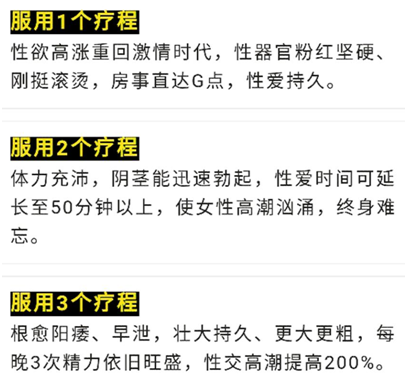 服用1个疗程
性欲高涨重回激情时代，性器官粉红坚硬、
刚挺滚烫，房事直达G点，性爱持久。
服用2个疗程
体力充沛，阴茎能迅速勃起，性爱时间可延
长至50分钟以上，使女性高潮汹涌，终身难
忘。
服用3个疗程
根愈阳痿、早泄，壮大持久、更大更粗，每
晚3次精力依旧旺盛，性交高潮提高200%。